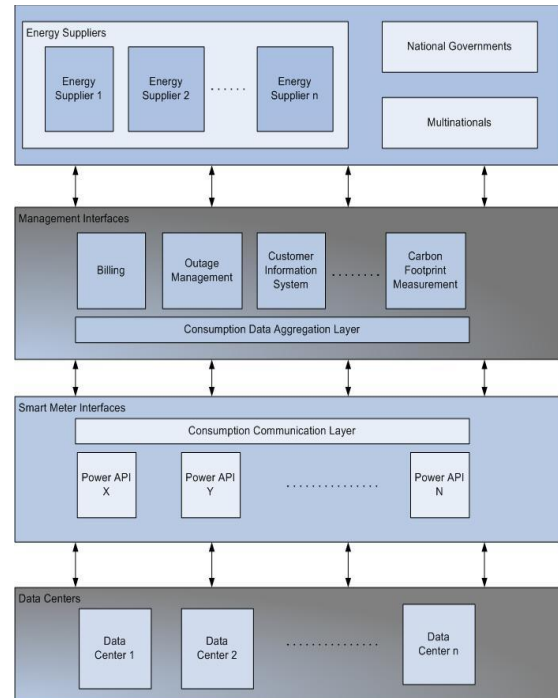 Energy Suppliers
Energy
Supplier 1
Energy
Supplier 2
......
Energy
Supplier n
National Governments
Multinationals
Management Interfaces
Billing
Outage
Management
Customer
Information
System
........
Carbon
Footprint
Measurement
Consumption Data Aggregation Layer
Smart Meter Interfaces
Consumption Communication Layer
Power API
X
Power API
Y
...............
Power API
N
Data Centers
Data
Center 1
Data
Center 2
...............
Data
Center n